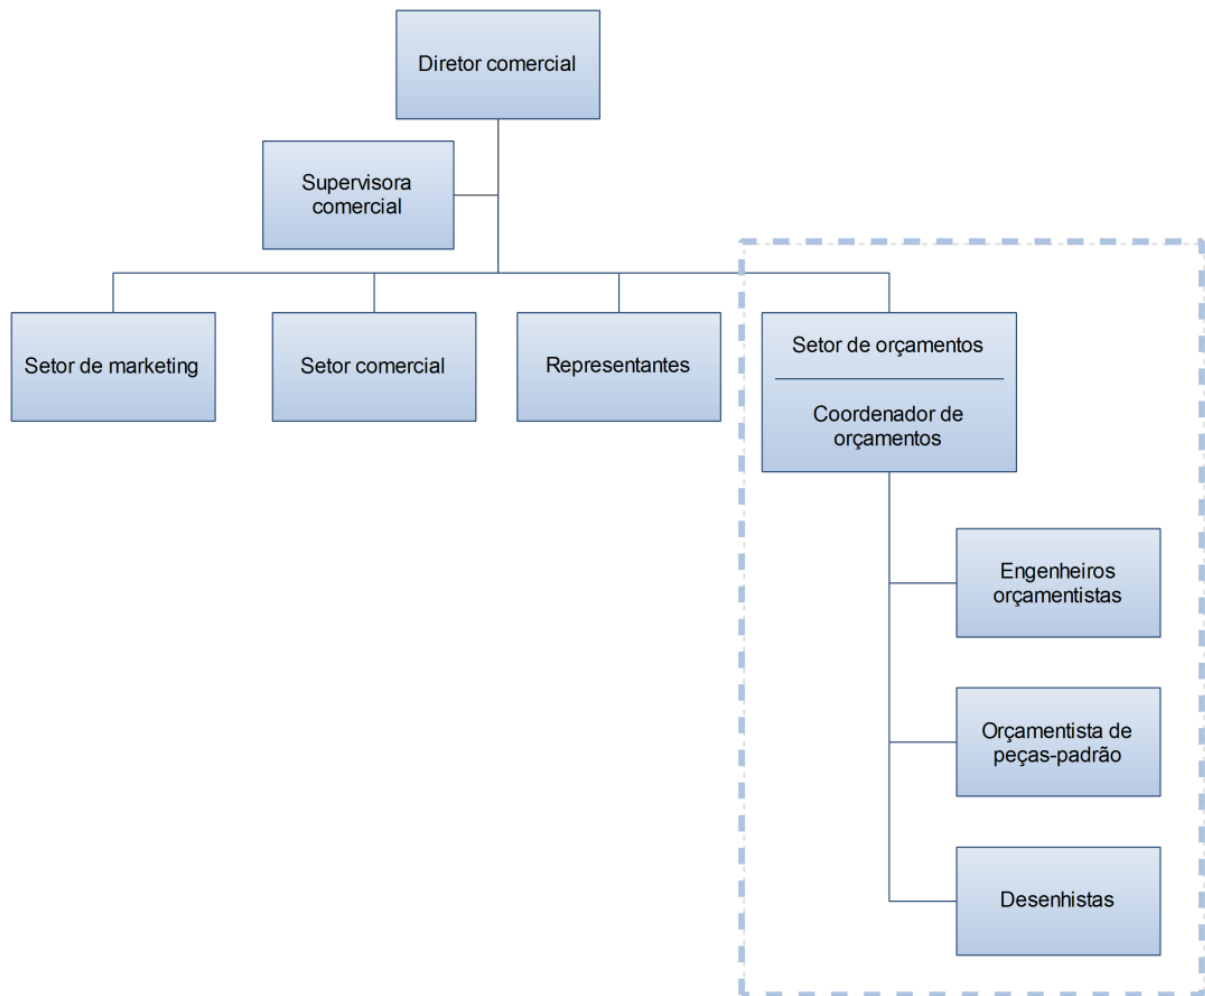 Diretor comercial
Supervisora
comercial
Setor de marketing
Setor comercial
Representantes
Setor de orçamentos
Coordenador de
orçamentos
Engenheiros
orçamentistas
Orçamentista de
peças-padrão
Desenhistas